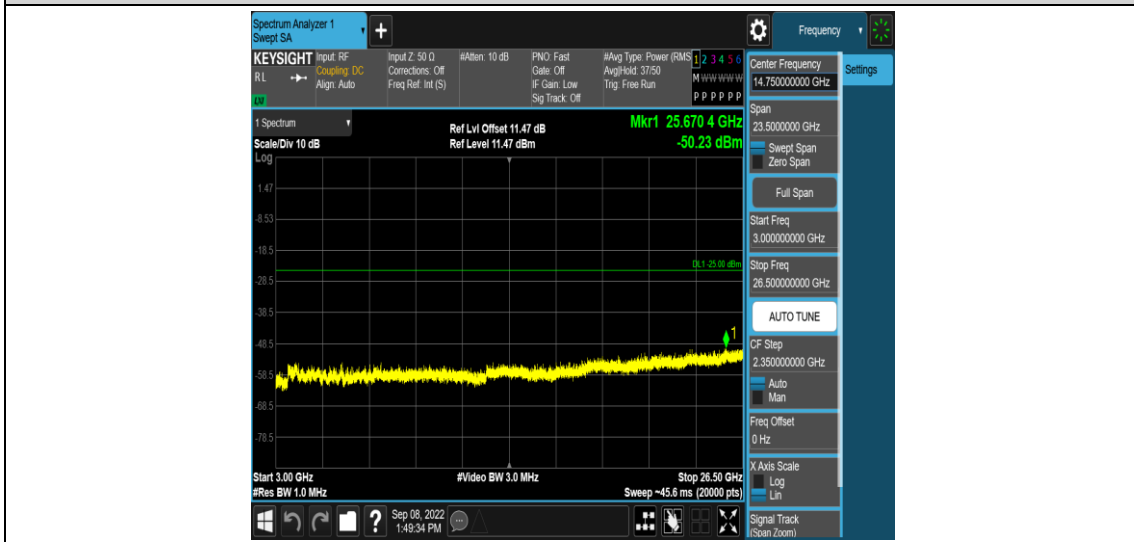 Spectrum Analyzer 1
Swept SA
+
Frequency
KEYSIGHT
RL
Input: RF
Coupling: DC
Align: Auto
Input Z: 50 Ω
Corrections: Off
Freq Ref: Int (S)
#Atten: 10 dB
PNO: Fast
Gate: Off
IF Gain: Low
Sig Track: Off
#Avg Type: Power (RMS
Avg|Hold: 37/50
Trig: Free Run
1 2 3 4 5 6
M W W W W W
P P P P P P
Center Frequency
14.750000000 GHz
Settings
Span
23.5000000 GHz
Swept Span
Zero Span
Full Span
Start Freq
3.000000000 GHz
Stop Freq
26.500000000 GHz
AUTO TUNE
CF Step
2.350000000 GHz
Auto
Man
Freq Offset
0 Hz
X Axis Scale
Log
Lin
Signal Track
(Span Zoom)
1 Spectrum
Scale/Div 10 dB
Log
Ref Lvl Offset 11.47 dB
Ref Level 11.47 dBm
Mkr1 25.670 4 GHz
-50.23 dBm
1.47
-8.53
-18.5
DL1 -25.00 dBm
-28.5
-38.5
1
-48.5
-58.5
-68.5
-78.5
Start 3.00 GHz
#Res BW 1.0 MHz
#Video BW 3.0 MHz
Stop 26.50 GHz
Sweep ~45.6 ms (20000 pts)
?
Sep 08, 2022
1:49:34 PM